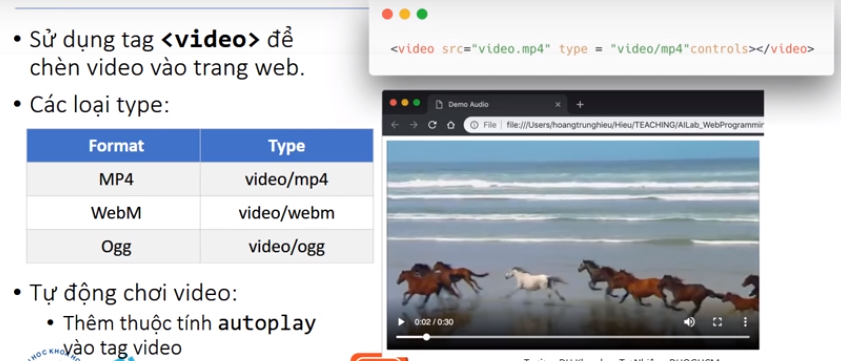 • Sử dụng tag <video> để
chèn video vào trang web.
• Các loại type:
Format Type
MP4 video/mp4
WebM video/webm
Ogg video/ogg
• Tự động chơi video:
• Thêm thuộc tính autoplay
vào tag video
<video src="video.mp4" type = "video/mp4"controls></video>
Demo Audio × +
File | file:///Users/hoangtrunghieu/Hieu/TEACHING/AILab_WebProgrammin
0:02 / 0:30